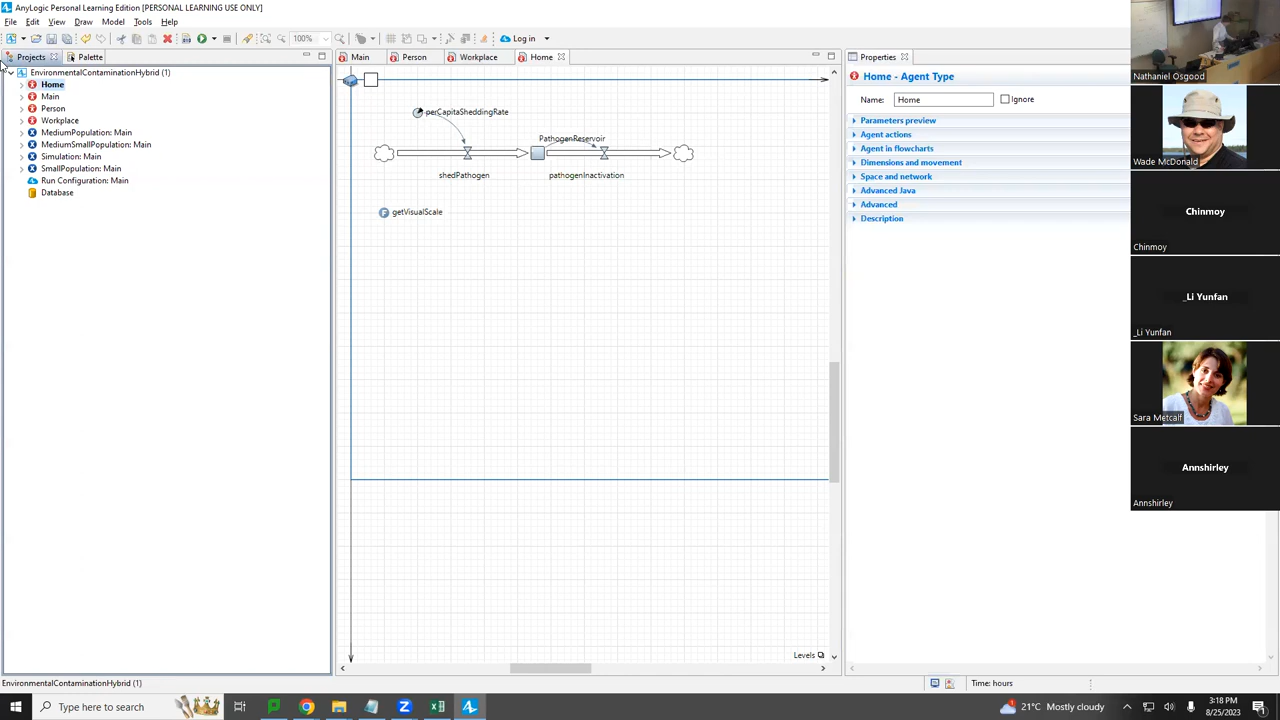 AnyLogic Personal Learning Edition [PERSONAL LEARNING USE ONLY]
File Edit View Draw Model Tools Help
100%
Log in
Projects
Palette
Main
Person
Workplace
Home
Properties
EnvironmentalContaminationHybrid (1)
Home
Main
Person
Workplace
MediumPopulation: Main
MediumSmallPopulation: Main
Simulation: Main
SmallPopulation: Main
Run Configuration: Main
Database
perCapitaSheddingRate
PathogenReservoir
shedPathogen
pathogenInactivation
getVisualScale
Levels
Home - Agent Type
Name: Home Ignore
Parameters preview
Agent actions
Agent in flowcharts
Dimensions and movement
Space and network
Advanced Java
Advanced
Description
Nathaniel Osgood
Wade McDonald
Chinmoy
Chinmoy
_Li Yunfan
_Li Yunfan
Sara Metcalf
Annshirley
Annshirley
EnvironmentalContaminationHybrid (1)
Time: hours
Type here to search
21°C Mostly cloudy
3:18 PM
8/25/2023